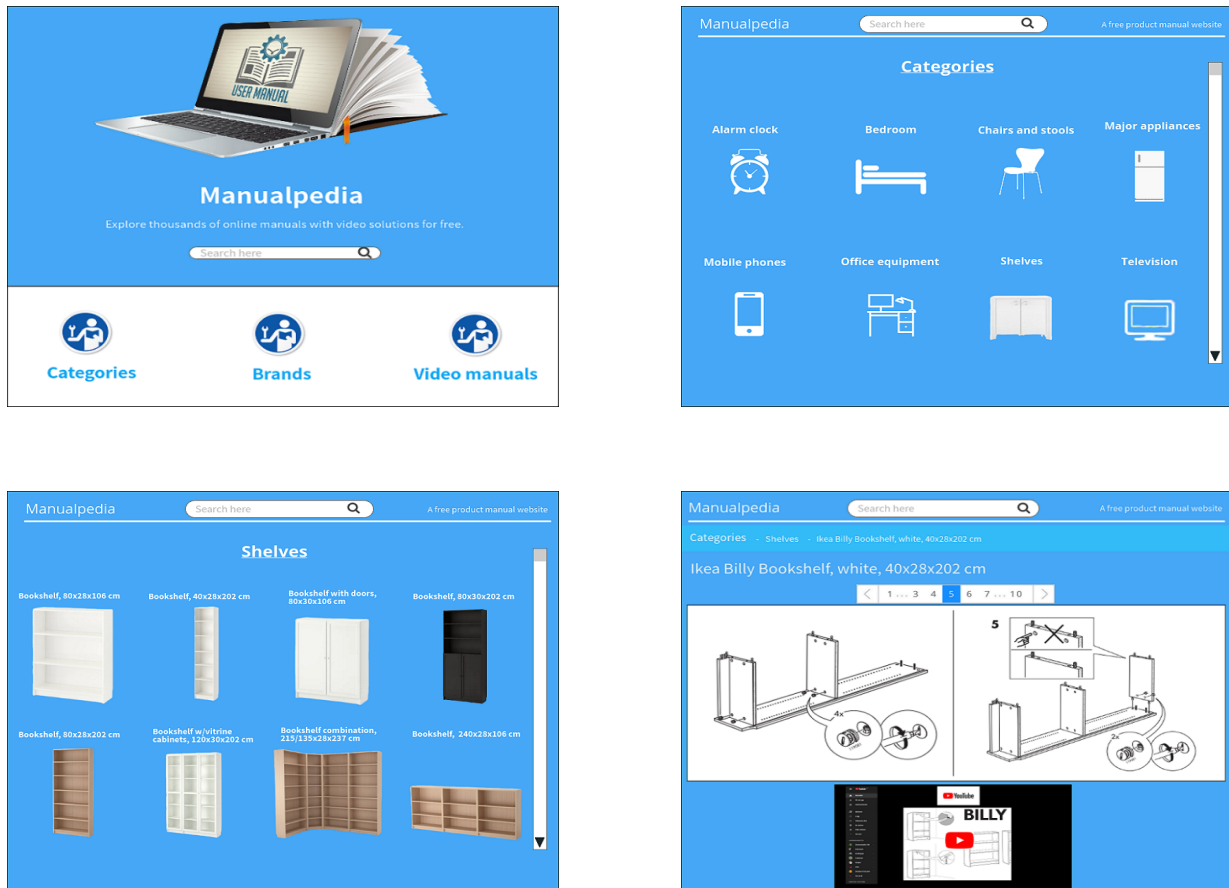 USER MANUAL
Manualpedia
Explore thousands of online manuals with video solutions for free.
Search here
Categories
Brands
Video manuals
Manualpedia
Search here
A free product manual website
Categories
Alarm clock
Bedroom
Chairs and stools
Major appliances
Mobile phones
Office equipment
Shelves
Television
Manualpedia
Search here
A free product manual website
Shelves
Bookshelf, 80x28x106 cm
Bookshelf, 40x28x202 cm
Bookshelf with doors,
80x30x106 cm
Bookshelf, 80x30x202 cm
Bookshelf, 80x28x202 cm
Bookshelf w/vitrine
cabinets, 120x30x202 cm
Bookshelf combination,
215/135x28x237 cm
Bookshelf, 240x28x106 cm
Manualpedia
Search here
A free product manual website
Categories - Shelves - Ikea Billy Bookshelf, white, 40x28x202 cm
Ikea Billy Bookshelf, white, 40x28x202 cm
1 ... 3 4 5 6 7 ... 10
4x
5
2x
YouTube
BILLY